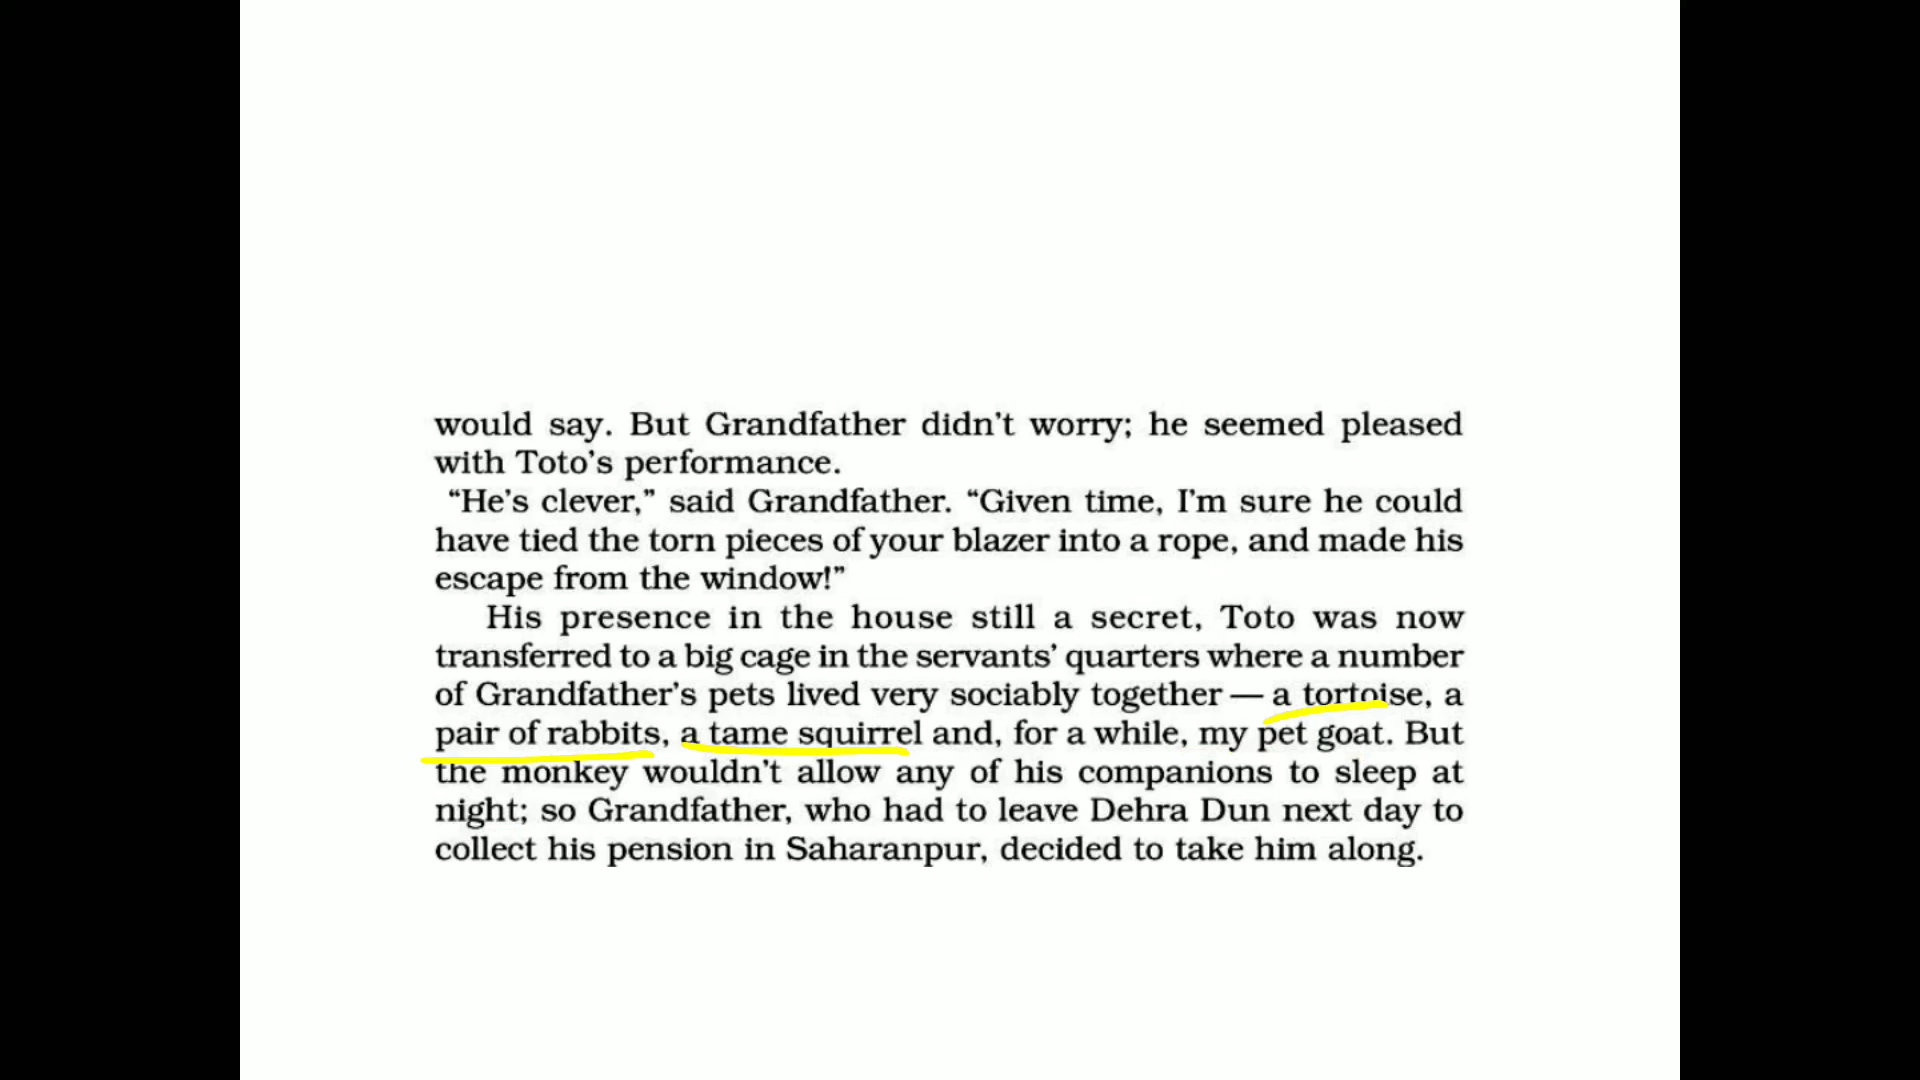 would say. But Grandfather didn't worry; he seemed pleased
with Toto's performance.
“He's clever,” said Grandfather. “Given time, I'm sure he could
have tied the torn pieces of your blazer into a rope, and made his
escape from the window!”
His presence in the house still a secret, Toto was now
transferred to a big cage in the servants' quarters where a number
of Grandfather's pets lived very sociably together — a tortoise, a
pair of rabbits, a tame squirrel and, for a while, my pet goat. But
the monkey wouldn't allow any of his companions to sleep at
night; so Grandfather, who had to leave Dehra Dun next day to
collect his pension in Saharanpur, decided to take him along.